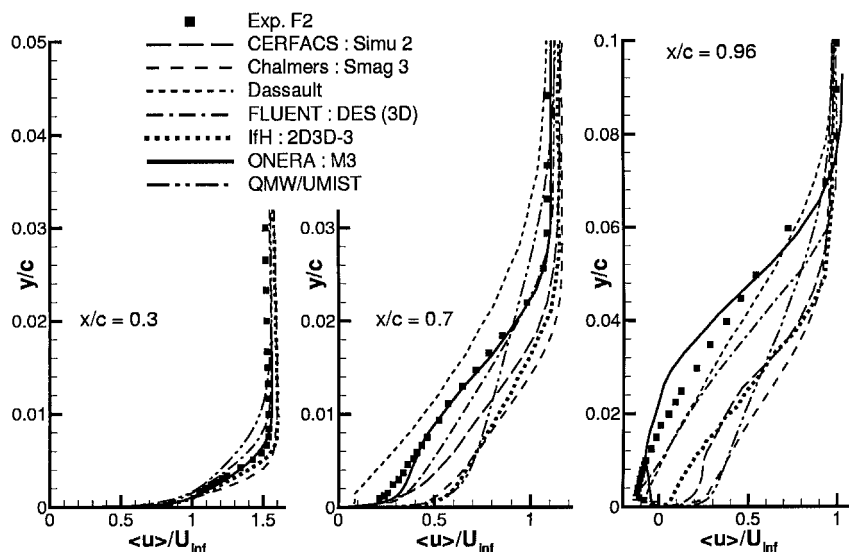 Exp. F2
CERFACS : Simu 2
Chalmers : Smag 3
Dassault
FLUENT : DES (3D)
IfH : 2D3D-3
ONERA : M3
QMW/UMIST
0.05
0.04
0.03
0.02
0.01
0
y/c
x/c = 0.3
0
0.5
1
1.5
<u>/U_inf
0.03
0.02
0.01
0
y/c
x/c = 0.7
0
0.5
1
<u>/U_inf
0.1
0.08
0.06
0.04
0.02
0
y/c
x/c = 0.96
0
0.5
1
<u>/U_inf